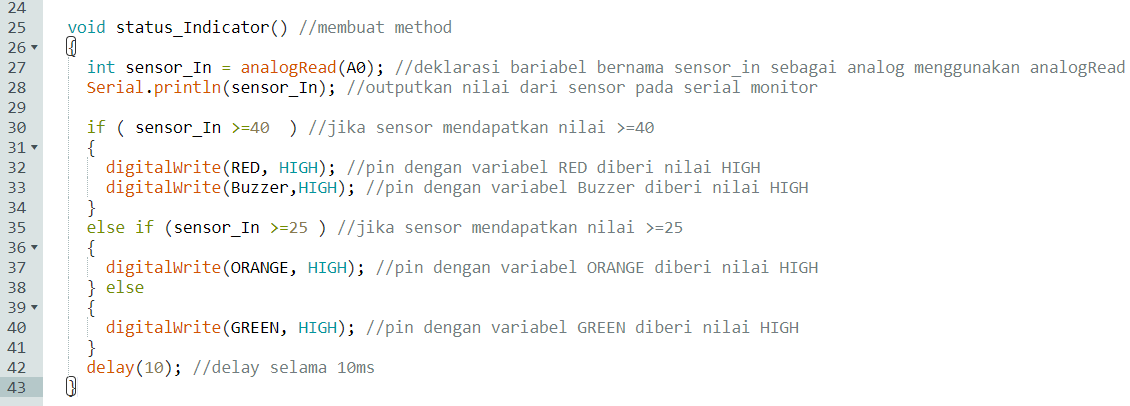 24
25 void status_Indicator() //membuat method
26 {
27 int sensor_In = analogRead(A0); //deklarasi bariabel bernama sensor_in sebagai analog menggunakan analogRead
28 Serial.println(sensor_In); //outputkan nilai dari sensor pada serial monitor
29
30 if ( sensor_In >=40  ) //jika sensor mendapatkan nilai >=40
31 {
32 digitalWrite(RED, HIGH); //pin dengan variabel RED diberi nilai HIGH
33 digitalWrite(Buzzer,HIGH); //pin dengan variabel Buzzer diberi nilai HIGH
34 }
35 else if (sensor_In >=25 ) //jika sensor mendapatkan nilai >=25
36 {
37 digitalWrite(ORANGE, HIGH); //pin dengan variabel ORANGE diberi nilai HIGH
38 } else
39 {
40 digitalWrite(GREEN, HIGH); //pin dengan variabel GREEN diberi nilai HIGH
41 }
42 delay(10); //delay selama 10ms
43 }